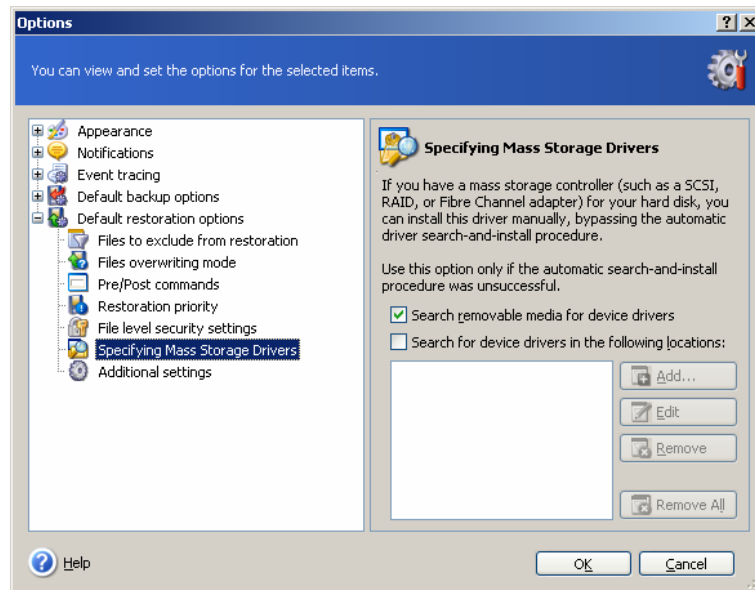 Options
You can view and set the options for the selected items.
Appearance
Notifications
Event tracing
Default backup options
Default restoration options
Files to exclude from restoration
Files overwriting mode
Pre/Post commands
Restoration priority
File level security settings
Specifying Mass Storage Drivers
Additional settings
Specifying Mass Storage Drivers
If you have a mass storage controller (such as a SCSI,
RAID, or Fibre Channel adapter) for your hard disk, you
can install this driver manually, bypassing the automatic
driver search-and-install procedure.
Use this option only if the automatic search-and-install
procedure was unsuccessful.
Search removable media for device drivers
Search for device drivers in the following locations:
Add...
Edit
Remove
Remove All
Help
OK
Cancel